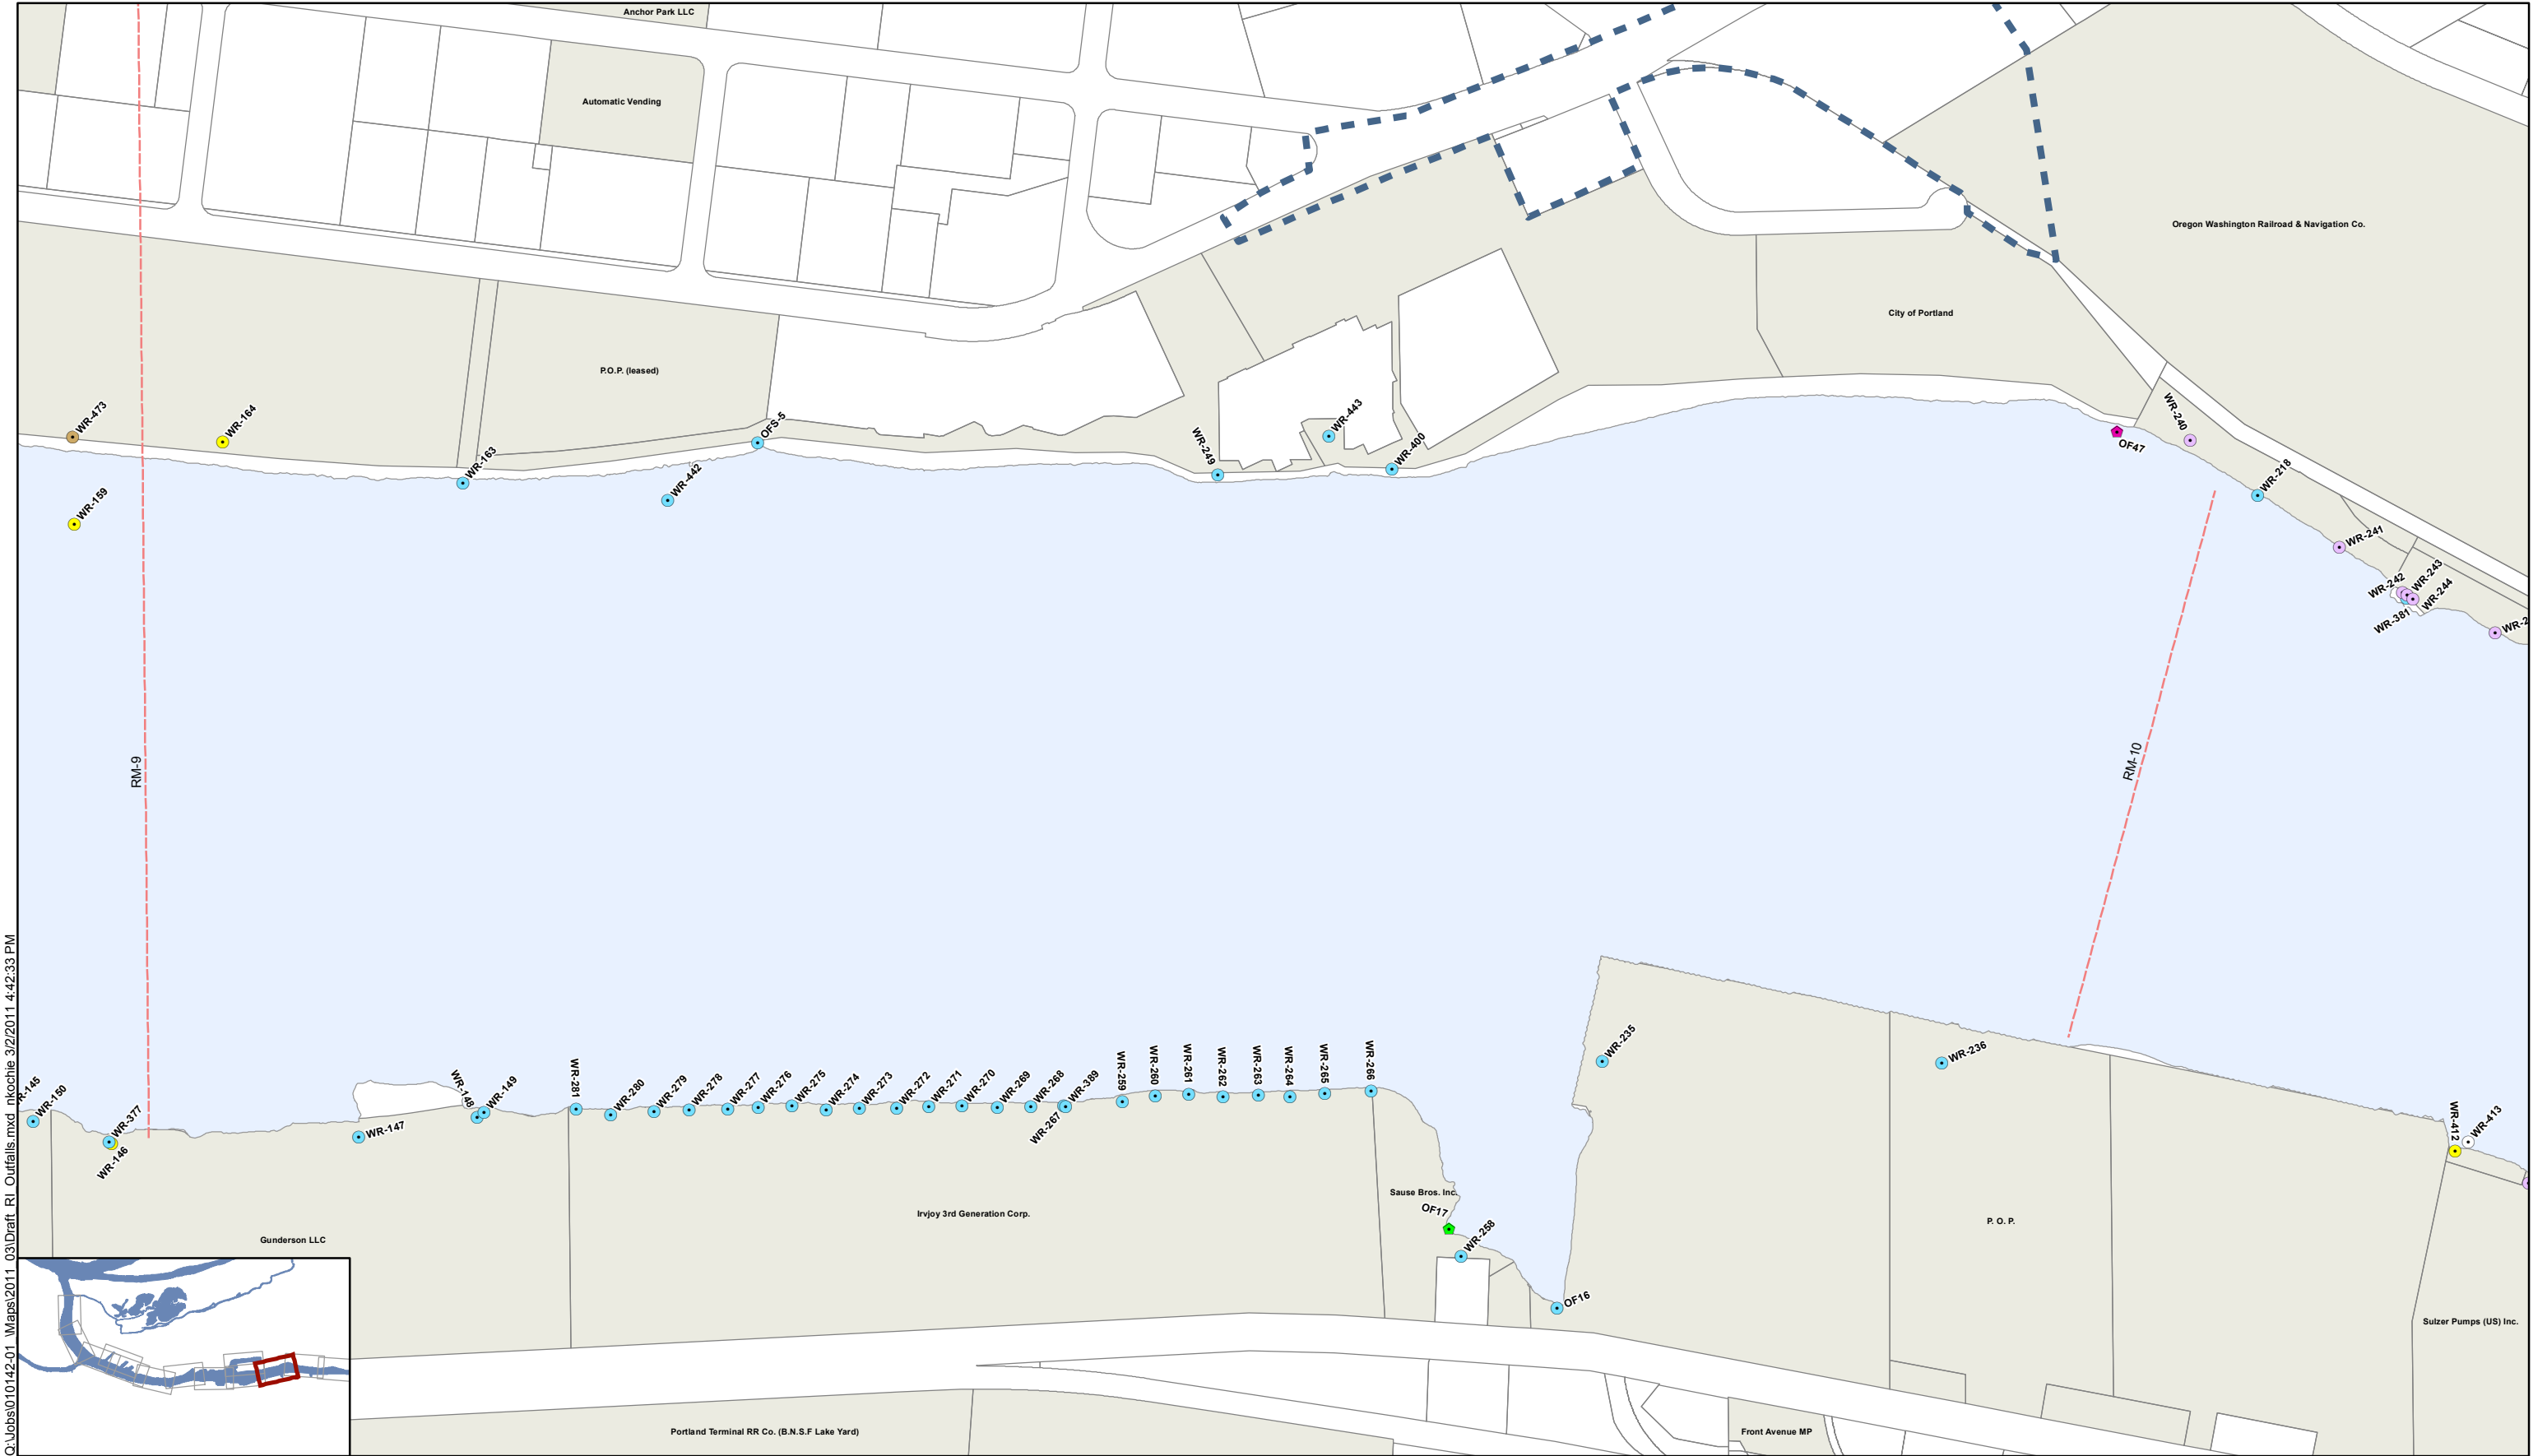 Anchor Park LLC
Automatic Vending
Oregon Washington Railroad & Navigation Co.
City of Portland
P.O.P. (leased)
WR-473
WR-164
OFS-5
WR-443
WR-240
OF47
WR-163
WR-442
WR-249
WR-400
WR-218
WR-159
WR-241
WR-242
WR-243
WR-244
WR-381
WR-2
RM-9
RM-10
R-145
WR-150
WR-377
WR-146
WR-147
WR-148
WR-149
WR-281
WR-280
WR-279
WR-278
WR-277
WR-276
WR-275
WR-274
WR-273
WR-272
WR-271
WR-270
WR-269
WR-268
WR-267
WR-389
WR-259
WR-260
WR-261
WR-262
WR-263
WR-264
WR-265
WR-266
WR-235
WR-236
WR-412
WR-413
Sause Bros. Inc.
OF17
WR-258
OF16
Irvjoy 3rd Generation Corp.
Gunderson LLC
P. O. P.
Sulzer Pumps (US) Inc.
Portland Terminal RR Co. (B.N.S.F Lake Yard)
Front Avenue MP
Q:\Jobs\010142-01_\Maps\2011_03\Draft_RI_Outfalls.mxd nkochie 3/2/2011 4:42:33 PM